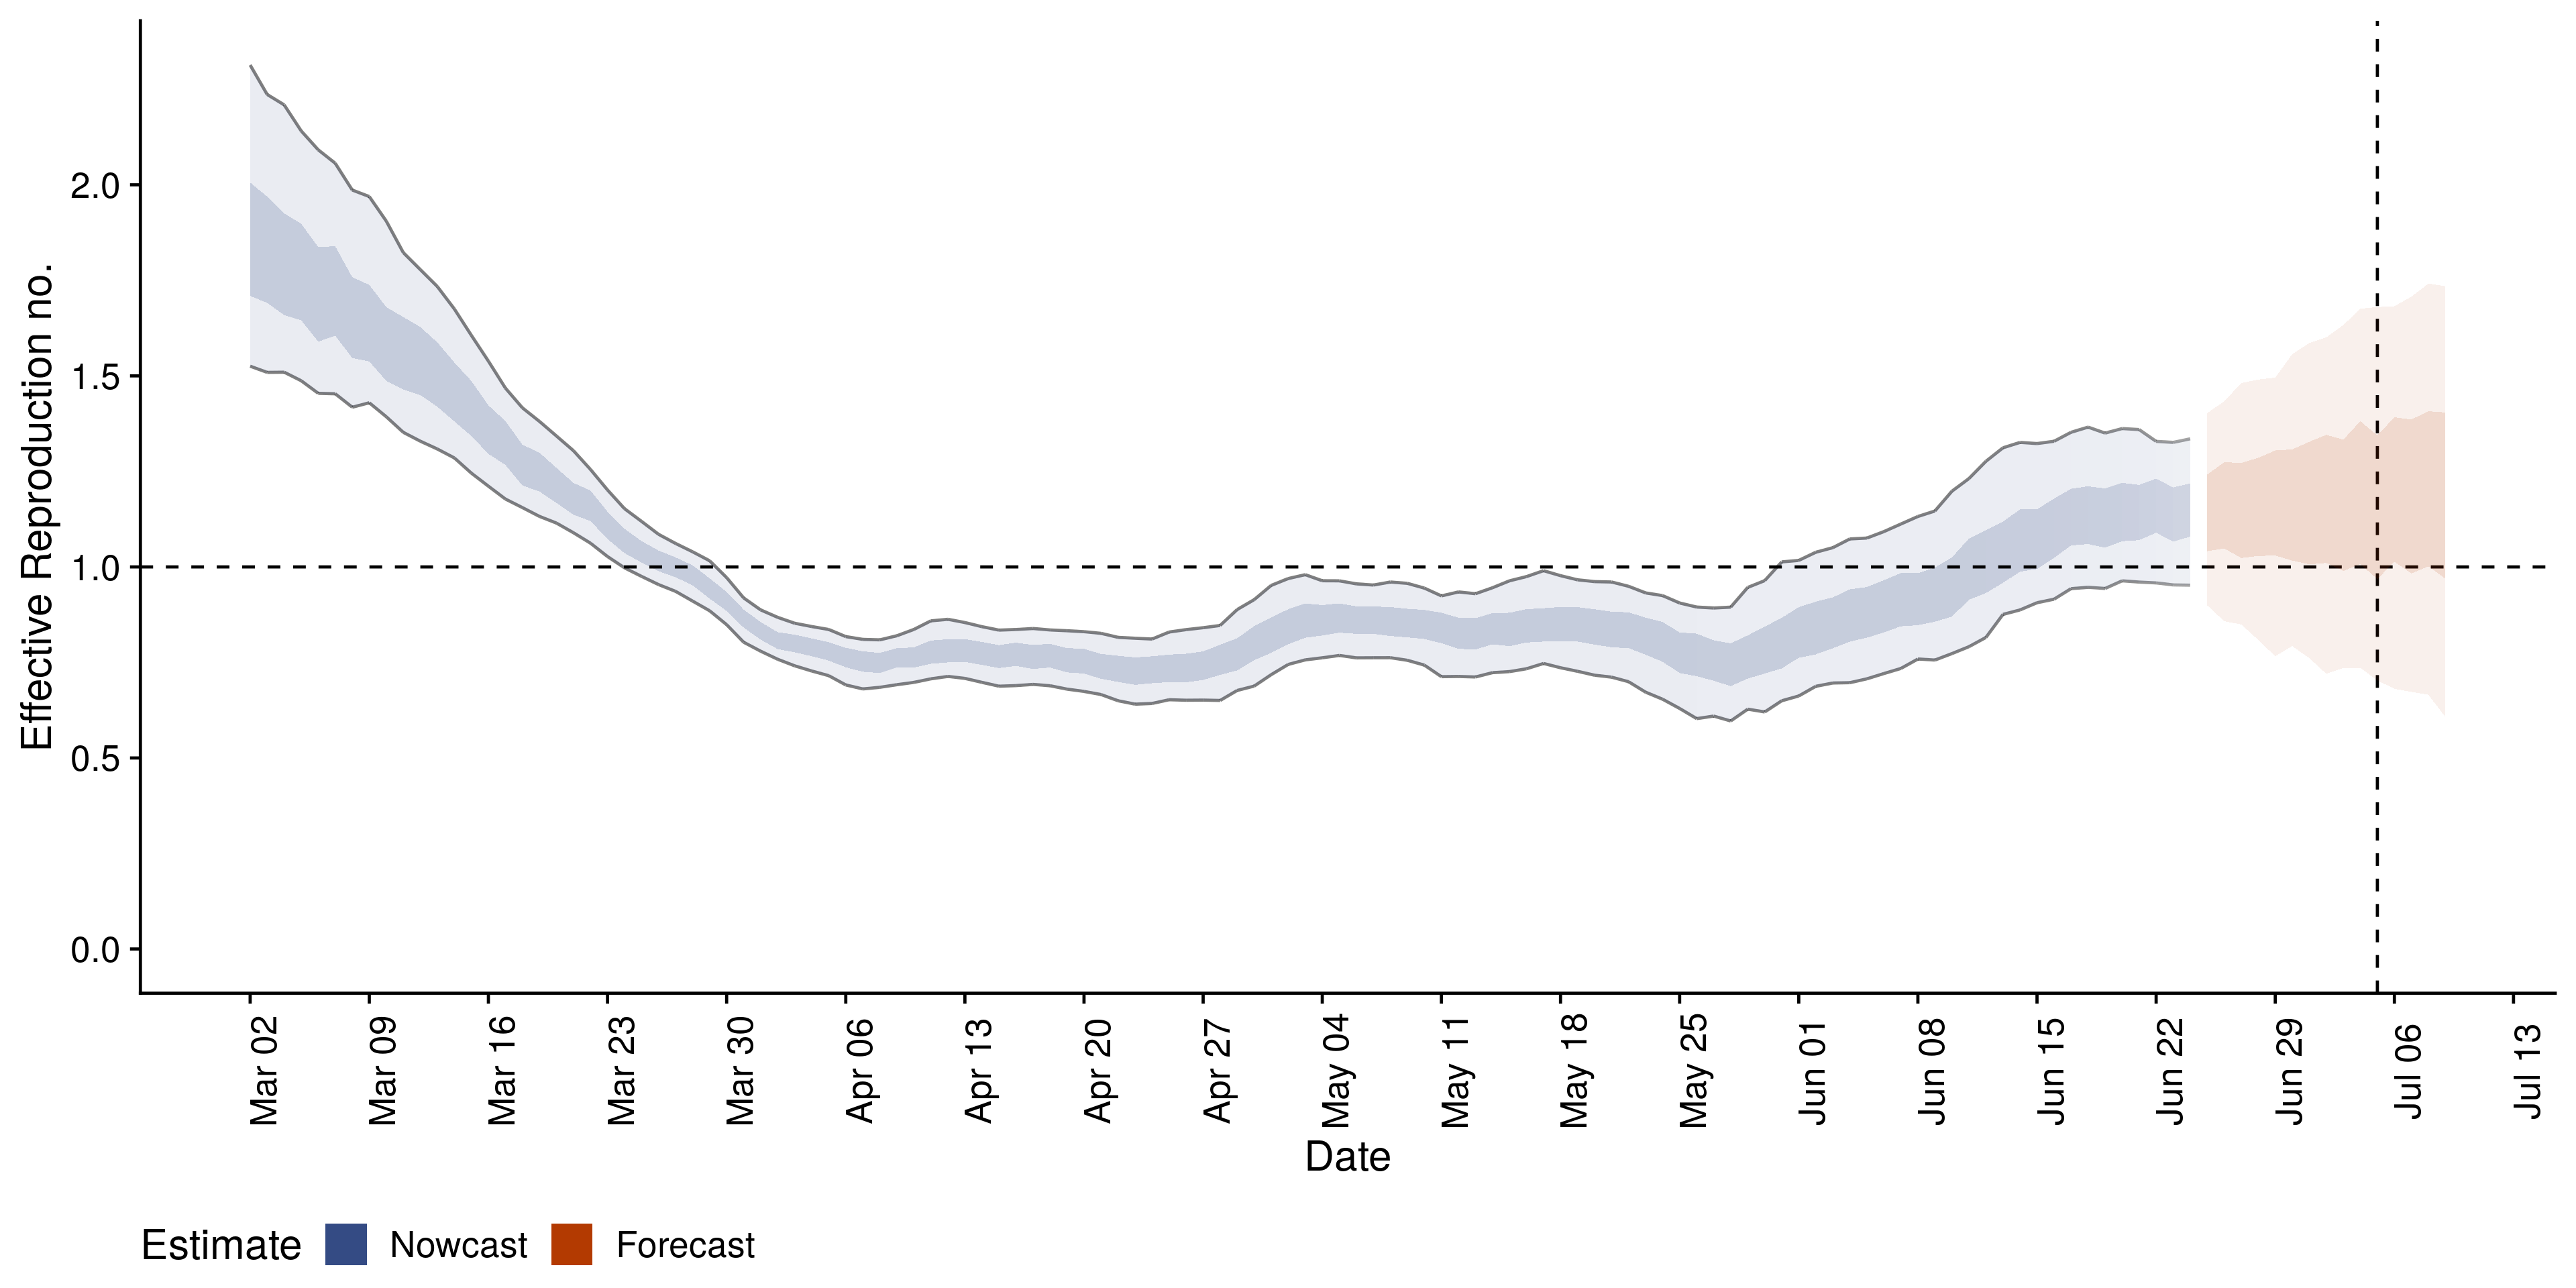 Effective Reproduction no.
2.0
1.5
1.0
0.5
0.0
Mar 02
Mar 09
Mar 16
Mar 23
Mar 30
Apr 06
Apr 13
Apr 20
Apr 27
May 04
May 11
May 18
May 25
Jun 01
Jun 08
Jun 15
Jun 22
Jun 29
Jul 06
Jul 13
Date
Estimate Nowcast Forecast